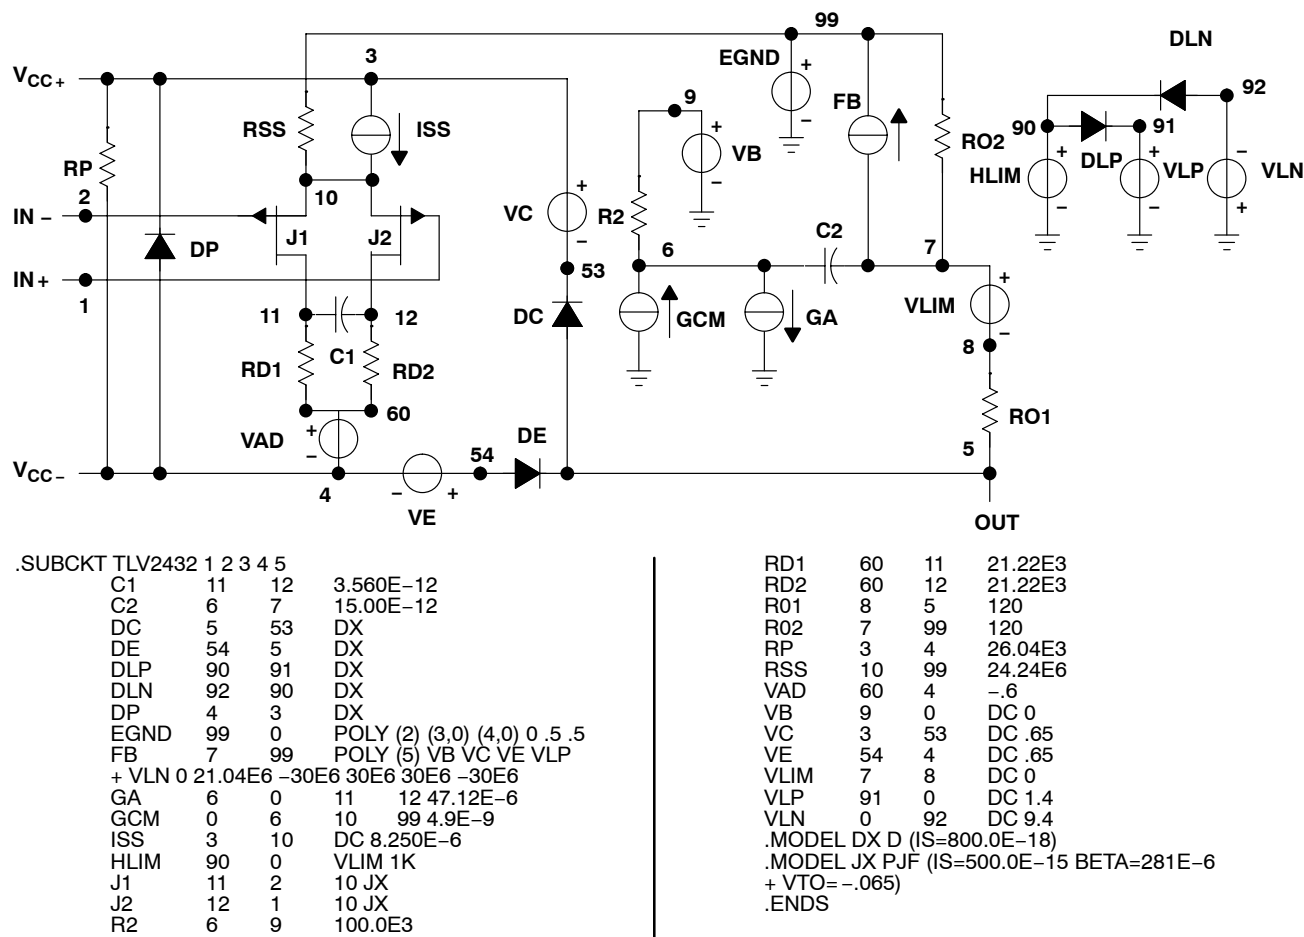 99
DLN
3
VCC+
EGND
+
92
9
FB
RSS
ISS
+
90
91
RP
VB
RO2
DLP
2
10
HLIM
+
VLP
+
−
VLN
+
IN −
VC
+
R2
J1
J2
C2
DP
6
7
IN+
53
1
VLIM
+
11
12
DC
GCM
GA
8
C1
RD1
RD2
RO1
60
VAD
+
−
DE
54
5
VCC−
4
−
+
VE
OUT
.SUBCKT TLV2432 1 2 3 4 5
C1 11 12 3.560E−12
C2 6 7 15.00E−12
DC 5 53 DX
DE 54 5 DX
DLP 90 91 DX
DLN 92 90 DX
DP 4 3 DX
EGND 99 0 POLY (2) (3,0) (4,0) 0 .5 .5
FB 7 99 POLY (5) VB VC VE VLP
+ VLN 0 21.04E6 −30E6 30E6 30E6 −30E6
GA 6 0 11 12 47.12E−6
GCM 0 6 10 99 4.9E−9
ISS 3 10 DC 8.250E−6
HLIM 90 0 VLIM 1K
J1 11 2 10 JX
J2 12 1 10 JX
R2 6 9 100.0E3
RD1 60 11 21.22E3
RD2 60 12 21.22E3
R01 8 5 120
R02 7 99 120
RP 3 4 26.04E3
RSS 10 99 24.24E6
VAD 60 4 −.6
VB 9 0 DC 0
VC 3 53 DC .65
VE 54 4 DC .65
VLIM 7 8 DC 0
VLP 91 0 DC 1.4
VLN 0 92 DC 9.4
.MODEL DX D (IS=800.0E−18)
.MODEL JX PJF (IS=500.0E−15 BETA=281E−6
+ VTO=−.065)
.ENDS